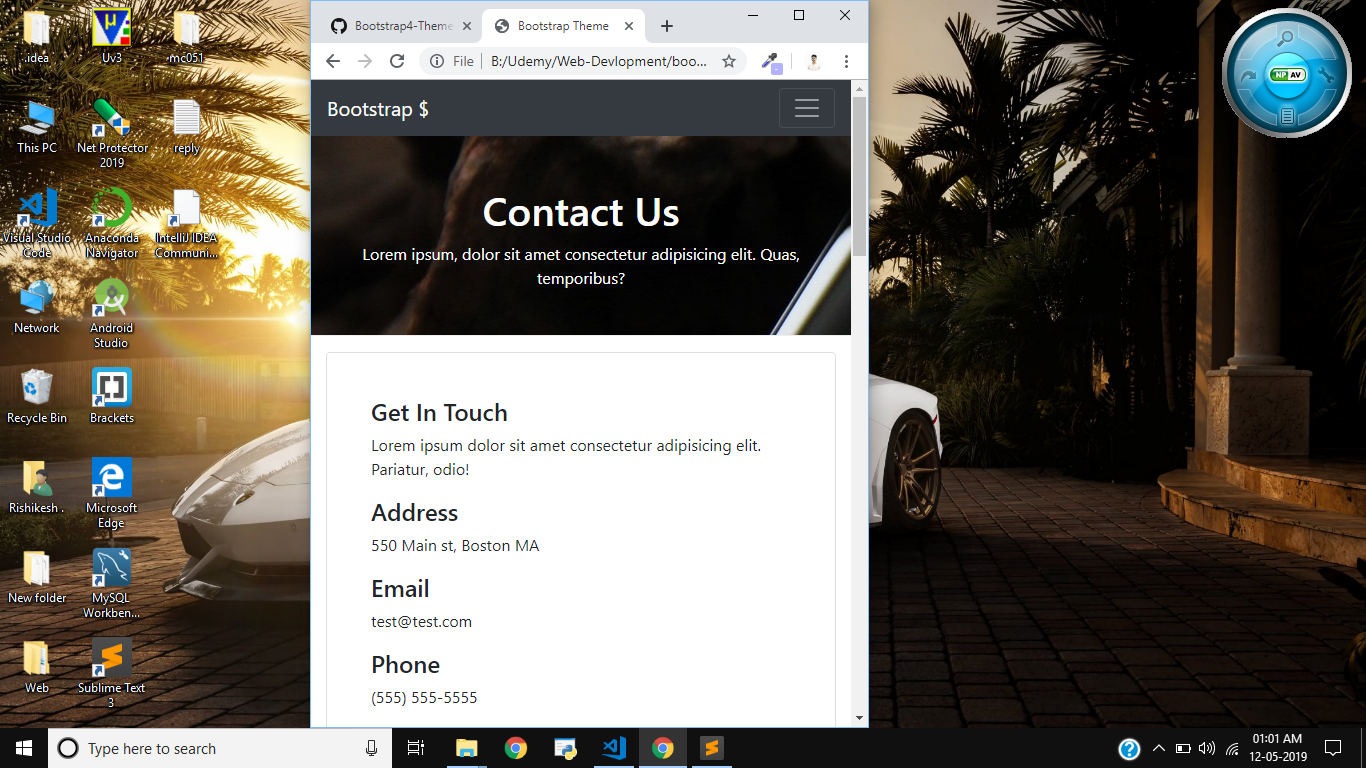 .idea
Uv3
mc051
This PC
Net Protector
2019
reply
Visual Studio
Code
Anaconda
Navigator
IntelliJ IDEA
Communi...
Network
Android
Studio
Recycle Bin
Brackets
Rishikesh .
Microsoft
Edge
New folder
MySQL
Workben...
Web
Sublime Text
3
Bootstrap4-Theme
Bootstrap Theme
File
B:/Udemy/Web-Devlopment/boo...
Bootstrap $
Contact Us
Lorem ipsum, dolor sit amet consectetur adipisicing elit. Quas,
temporibus?
Get In Touch
Lorem ipsum dolor sit amet consectetur adipisicing elit.
Pariatur, odio!
Address
550 Main st, Boston MA
Email
test@test.com
Phone
(555) 555-5555
NP AV
Type here to search
01:01 AM
12-05-2019